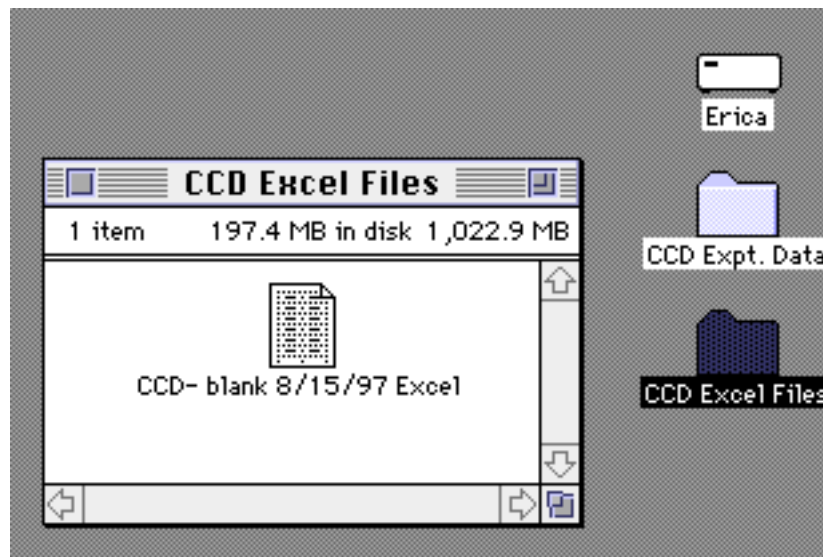 Erica
CCD Excel Files
1 item 197.4 MB in disk 1,022.9 MB
CCD Expt. Data
CCD- blank 8/15/97 Excel
CCD Excel Files